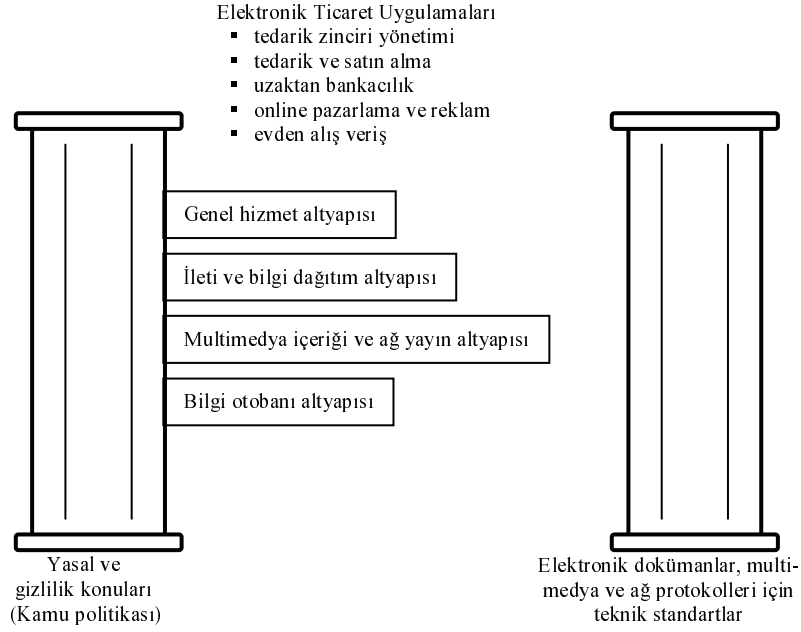 Elektronik Ticaret Uygulamaları
▪ tedarik zinciri yönetimi
▪ tedarik ve satın alma
▪ uzaktan bankacılık
▪ online pazarlama ve reklam
▪ evden alış veriş
Genel hizmet altyapısı
İleti ve bilgi dağıtım altyapısı
Multimedya içeriği ve ağ yayın altyapısı
Bilgi otobanı altyapısı
Yasal ve
gizlilik konuları
(Kamu politikası)
Elektronik dokümanlar, multi-
medya ve ağ protokolleri için
teknik standartlar